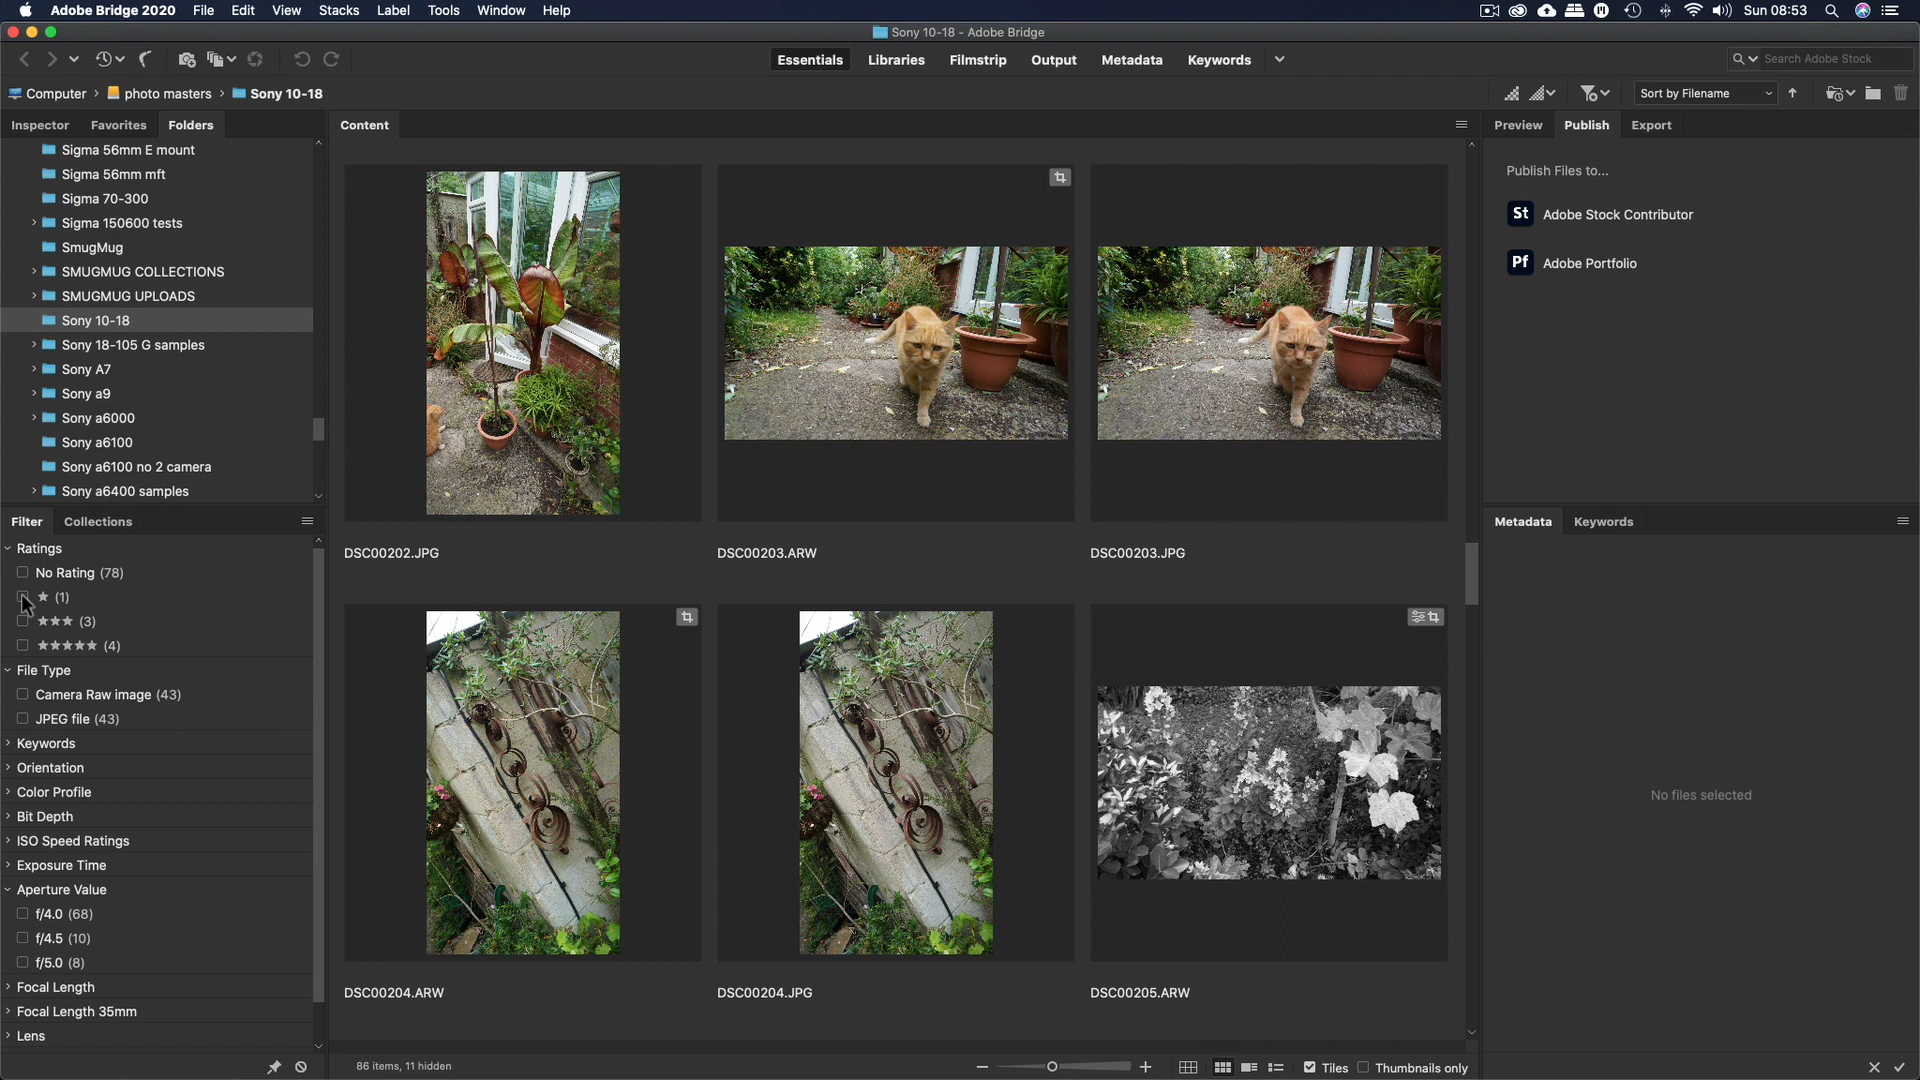 Adobe Bridge 2020 File Edit View Stacks Label Tools Window Help Sun 08:53
Sony 10-18 - Adobe Bridge
Essentials Libraries Filmstrip Output Metadata Keywords Search Adobe Stock
Computer photo masters Sony 10-18 Sort by Filename
Inspector Favorites Folders
Sigma 56mm E mount
Sigma 56mm mft
Sigma 70-300
Sigma 150600 tests
SmugMug
SMUGMUG COLLECTIONS
SMUGMUG UPLOADS
Sony 10-18
Sony 18-105 G samples
Sony A7
Sony a9
Sony a6000
Sony a6100
Sony a6100 no 2 camera
Sony a6400 samples
Filter Collections
Ratings
No Rating (78)
★ (1)
★★★ (3)
★★★★★ (4)
File Type
Camera Raw image (43)
JPEG file (43)
Keywords
Orientation
Color Profile
Bit Depth
ISO Speed Ratings
Exposure Time
Aperture Value
f/4.0 (68)
f/4.5 (10)
f/5.0 (8)
Focal Length
Focal Length 35mm
Lens
Content
DSC00202.JPG DSC00203.ARW DSC00203.JPG
DSC00204.ARW DSC00204.JPG DSC00205.ARW
86 items, 11 hidden Tiles Thumbnails only
Preview Publish Export
Publish Files to...
St Adobe Stock Contributor
Pf Adobe Portfolio
Metadata Keywords
No files selected